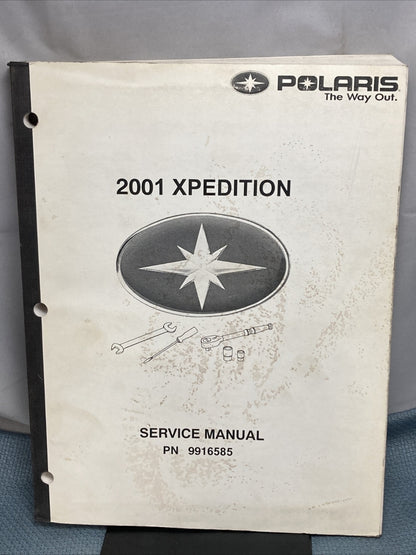 POLARIS
The Way Out.
2001 XPEDITION
SERVICE MANUAL
PN 9916585